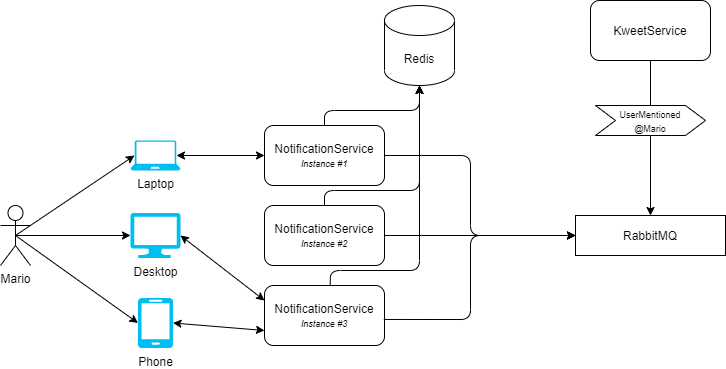 Redis
KweetService
UserMentioned
@Mario
NotificationService
Instance #1
Laptop
NotificationService
Instance #2
RabbitMQ
Mario
Desktop
NotificationService
Instance #3
Phone